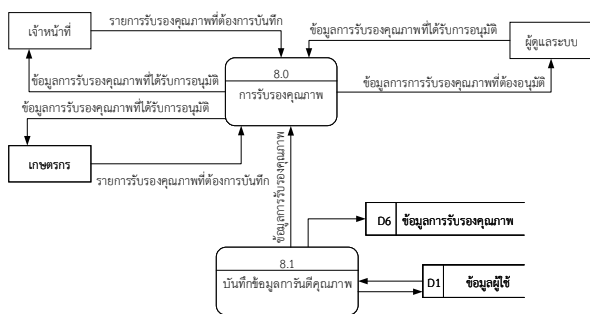 รายการรับรองคุณภาพที่ต้องการบันทึก
เจ้าหน้าที่
ข้อมูลการรับรองคุณภาพที่ได้รับการอนุมัติ
ผู้ดูแลระบบ
8.0
การรับรองคุณภาพ
ข้อมูลการรับรองคุณภาพที่ได้รับการอนุมัติ
ข้อมูลการการรับรองคุณภาพที่ต้องอนุมัติ
ข้อมูลการรับรองคุณภาพที่ได้รับการอนุมัติ
เกษตรกร
รายการรับรองคุณภาพที่ต้องการบันทึก
ข้อมูลการรับรองคุณภาพ
D6 ข้อมูลการรับรองคุณภาพ
8.1
บันทึกข้อมูลการันตีคุณภาพ
D1 ข้อมูลผู้ใช้